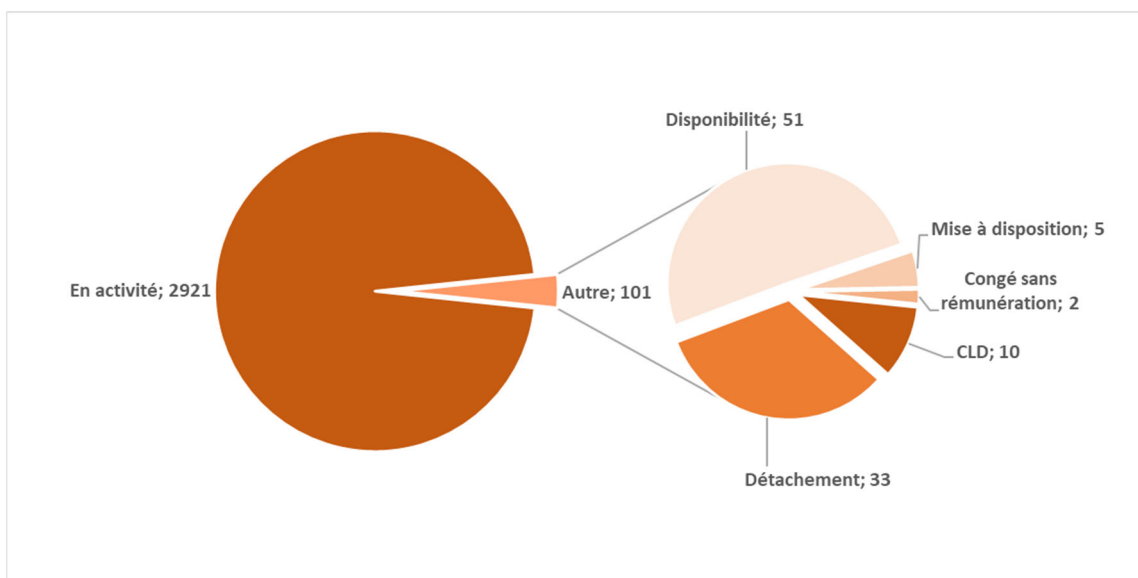 Disponibilité; 51
Mise à disposition; 5
Congé sans
rémunération; 2
En activité; 2921
Autre; 101
CLD; 10
Détachement; 33